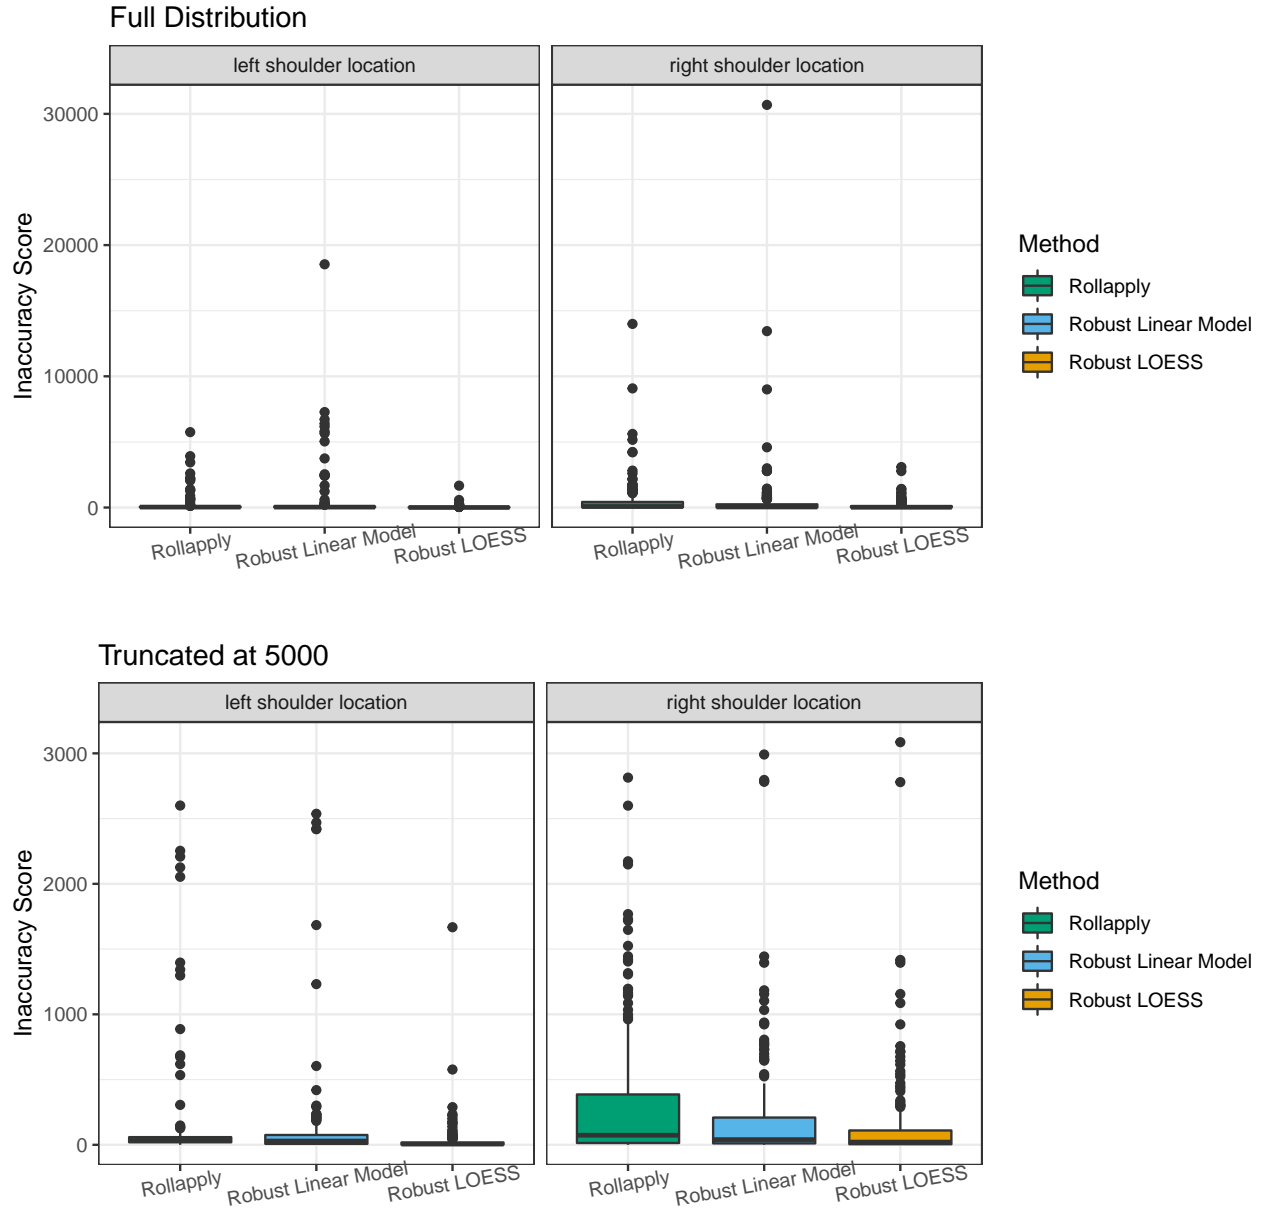 Full Distribution
left shoulder location
right shoulder location
30000
20000
10000
0
Inaccuracy Score
Rollapply
Robust Linear Model
Robust LOESS
Rollapply
Robust Linear Model
Robust LOESS
Method
Rollapply
Robust Linear Model
Robust LOESS
Truncated at 5000
left shoulder location
right shoulder location
3000
2000
1000
0
Inaccuracy Score
Rollapply
Robust Linear Model
Robust LOESS
Rollapply
Robust Linear Model
Robust LOESS
Method
Rollapply
Robust Linear Model
Robust LOESS